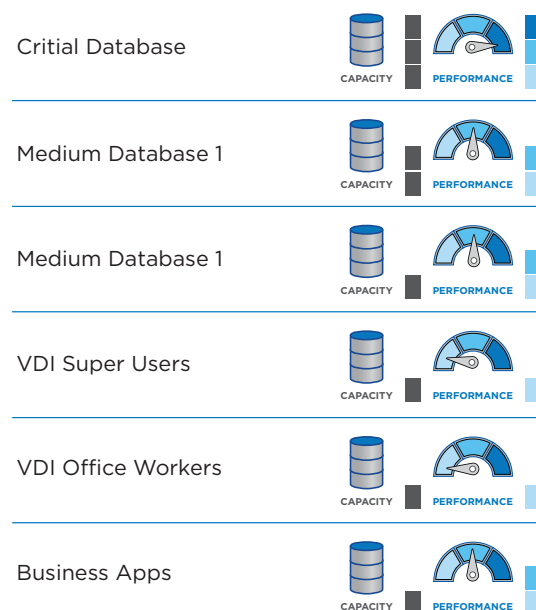 Critial Database
CAPACITY PERFORMANCE
Medium Database 1
CAPACITY PERFORMANCE
Medium Database 1
CAPACITY PERFORMANCE
VDI Super Users
CAPACITY PERFORMANCE
VDI Office Workers
CAPACITY PERFORMANCE
Business Apps
CAPACITY PERFORMANCE